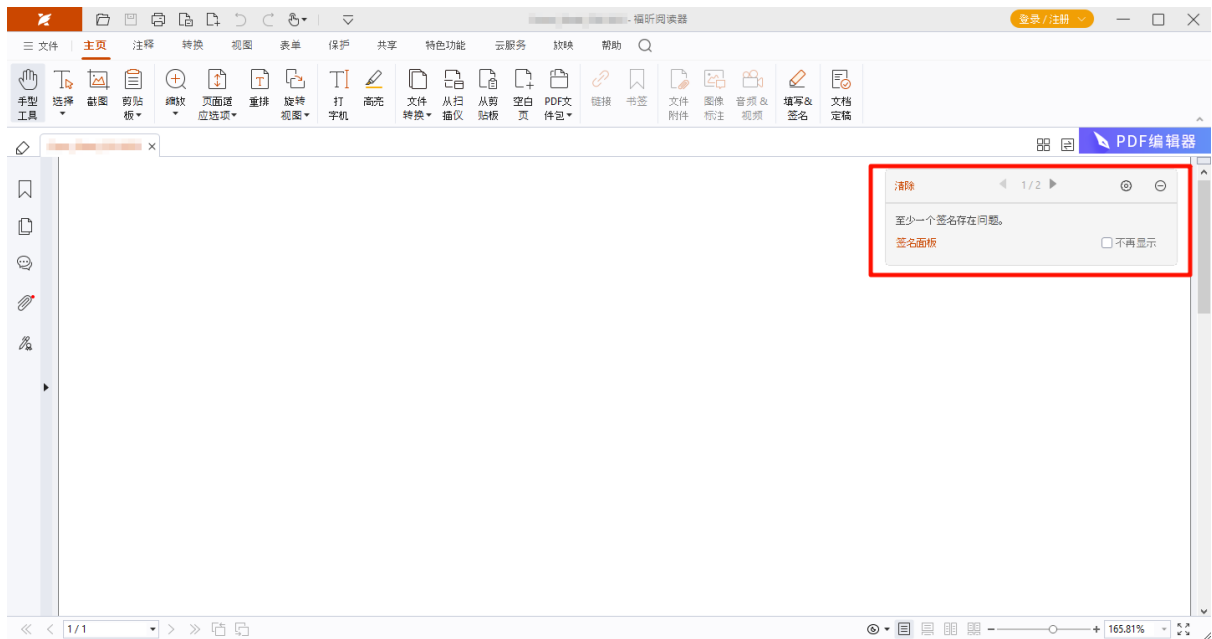 - 福昕阅读器
登录 / 注册
三 文件 主页 注释 转换 视图 表单 保护 共享 特色功能 云服务 放映 帮助
手型 选择 截图 剪贴 缩放 页面适 重排 旋转 打 高亮 文件 从扫 从剪 空白 PDF文 链接 书签 文件 图像 音频 & 填写& 文档
工具 板 应选项 视图 字机 转换 描仪 贴板 页 件包 附件 标注 视频 签名 定稿
PDF编辑器
清除 1 / 2
至少一个签名存在问题。
签名面板 不再显示
1 / 1 165.81%